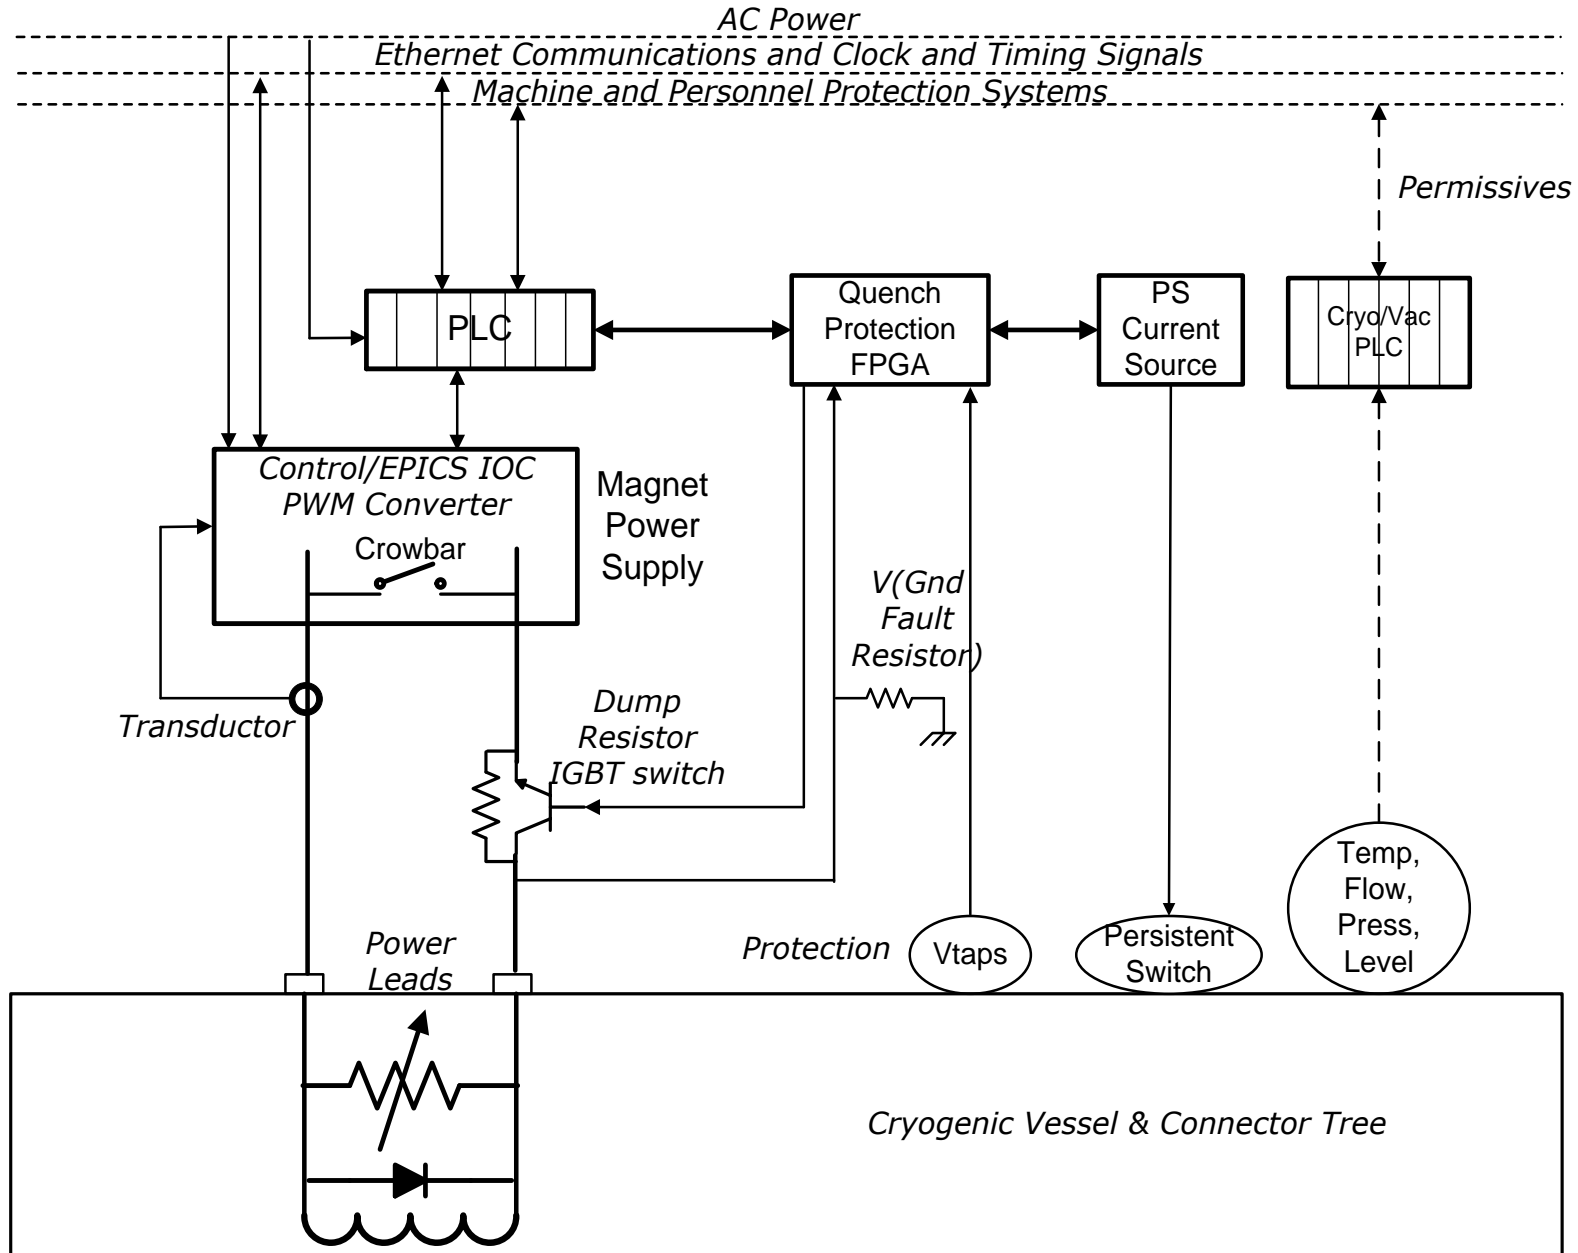 AC Power
Ethernet Communications and Clock and Timing Signals
Machine and Personnel Protection Systems
Permissives
PLC
Quench
Protection
FPGA
PS
Current
Source
Cryo/Vac
PLC
Control/EPICS IOC
PWM Converter
Crowbar
Magnet
Power
Supply
V(Gnd
Fault
Resistor)
Transductor
Dump
Resistor
IGBT switch
Power
Leads
Protection
Vtaps
Persistent
Switch
Temp,
Flow,
Press,
Level
Cryogenic Vessel & Connector Tree